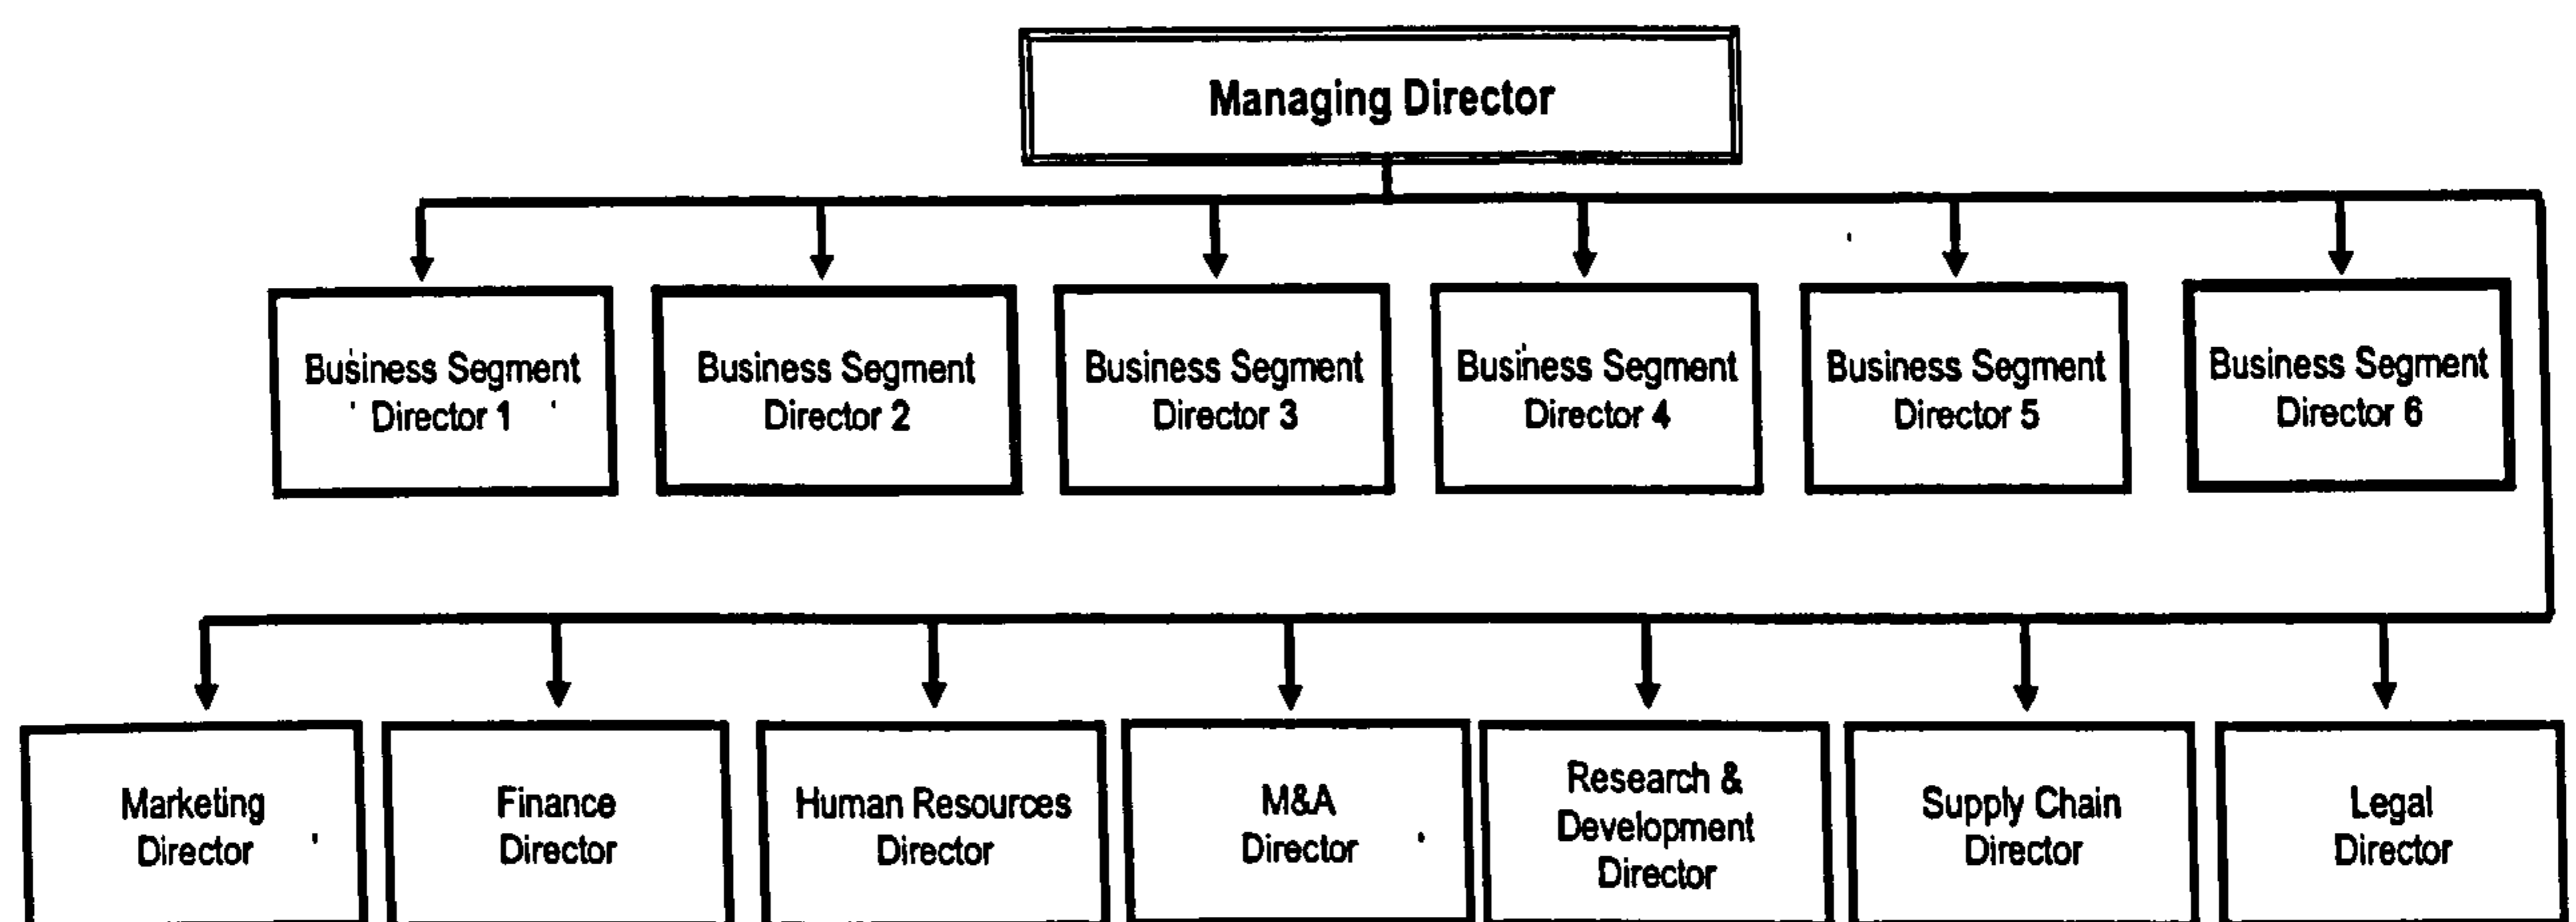 Managing Director
Business Segment
Director 1
Business Segment
Director 2
Business Segment
Director 3
Business Segment
Director 4
Business Segment
Director 5
Business Segment
Director 6
Marketing
Director
Finance
Director
Human Resources
Director
M&A
Director
Research &
Development
Director
Supply Chain
Director
Legal
Director